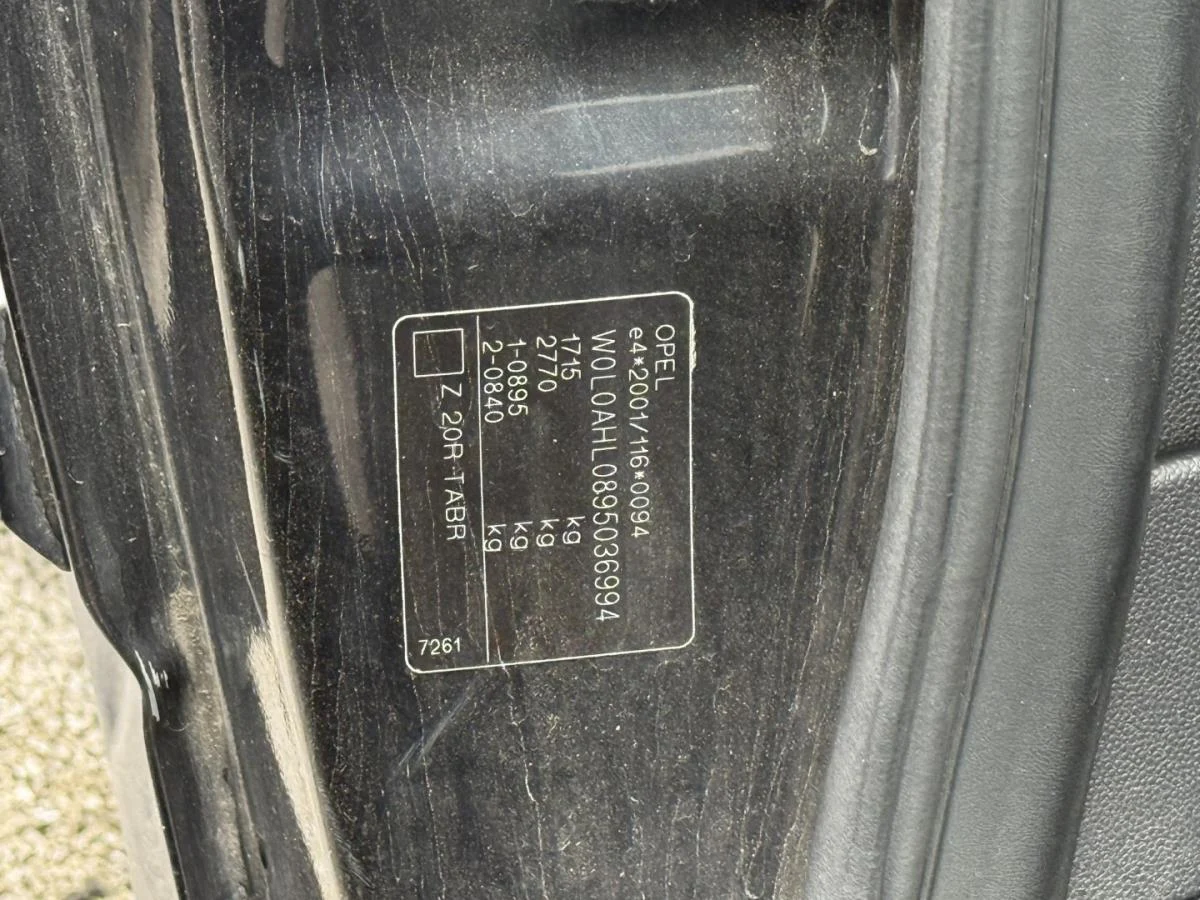 OPEL
e4*2001/116*0094
W0L0AHL0895036994
1715 kg
2770 kg
1-0895 kg
2-0840 kg
Z 20R-TABR
7261